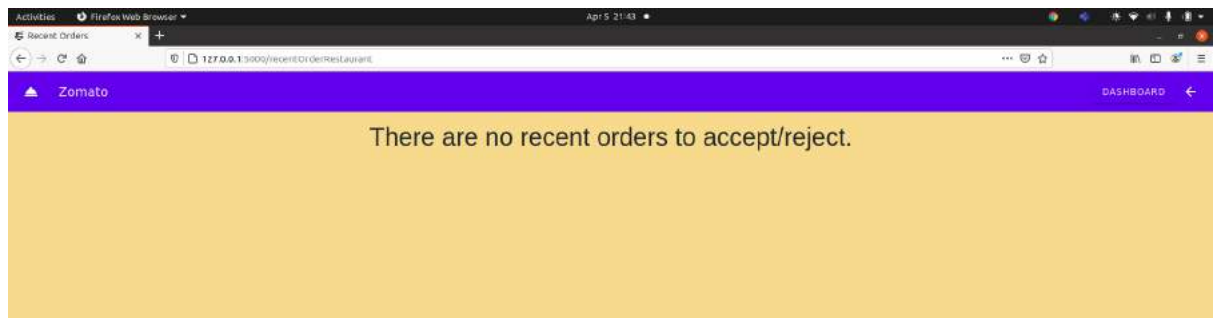 Activities Firefox Web Browser Apr 5 21:43
Recent Orders
127.0.0.1:5000/recentOrderRestaurant
Zomato DASHBOARD
There are no recent orders to accept/reject.